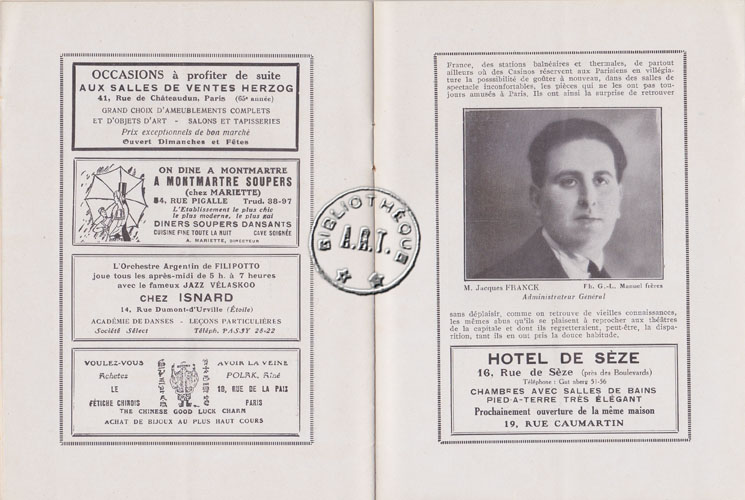 OCCASIONS à profiter de suite
AUX SALLES DE VENTES HERZOG
41, Rue de Châteaudun, Paris (65e année)
GRAND CHOIX D'AMEUBLEMENTS COMPLETS
ET D'OBJETS D'ART - SALONS ET TAPISSERIES
Prix exceptionnels de bon marché
Ouvert Dimanches et Fêtes
ON DINE A MONTMARTRE
A MONTMARTRE SOUPERS
(chez MARIETTE)
54, RUE PIGALLE Trud. 38-97
L'Etablissement le plus chic
le plus moderne, le plus gai
DINERS SOUPERS DANSANTS
CUISINE FINE TOUTE LA NUIT CAVE SOIGNÉE
A. MARIETTE, DIRECTEUR
L'Orchestre Argentin de FILIPOTTO
joue tous les après-midi de 5 h. à 7 heures
avec le fameux JAZZ VÉLASKOO
CHEZ ISNARD
14, Rue Dumont-d'Urville (Étoile)
ACADÉMIE DE DANSES - LEÇONS PARTICULIÈRES
Société Sélect Téléph. PASSY 25-22
VOULEZ-VOUS AVOIR LA VEINE
Achetez POLAK, Aîné
LE 18, RUE DE LA PAIX
FÉTICHE CHINOIS PARIS
THE CHINESE GOOD LUCK CHARM
ACHAT DE BIJOUX AU PLUS HAUT COURS
BIBLIOTHÈQUE
A.R.T.
France, des stations balnéaires et thermales, de partout
ailleurs où des Casinos réservent aux Parisiens en villégia-
ture la posssibilité de goûter à nouveau, dans des salles de
spectacle inconfortables, les pièces qui ne les ont pas tou-
jours amusés à Paris. Ils ont ainsi la surprise de retrouver
M. Jacques FRANCK Ph. G.-L. Manuel frères
Administrateur Général
sans déplaisir, comme on retrouve de vieilles connaissances,
les mêmes abus qu'ils se plaisent à reprocher aux théâtres
de la capitale et dont ils regretteraient, peut-être, la dispa-
rition, tant ils en ont pris la douce habitude.
HOTEL DE SÈZE
16, Rue de Sèze (près des Boulevards)
Téléphone : Gut nberg 51-56
CHAMBRES AVEC SALLES DE BAINS
PIED-A-TERRE TRÈS ÉLÉGANT
Prochainement ouverture de la même maison
19, RUE CAUMARTIN